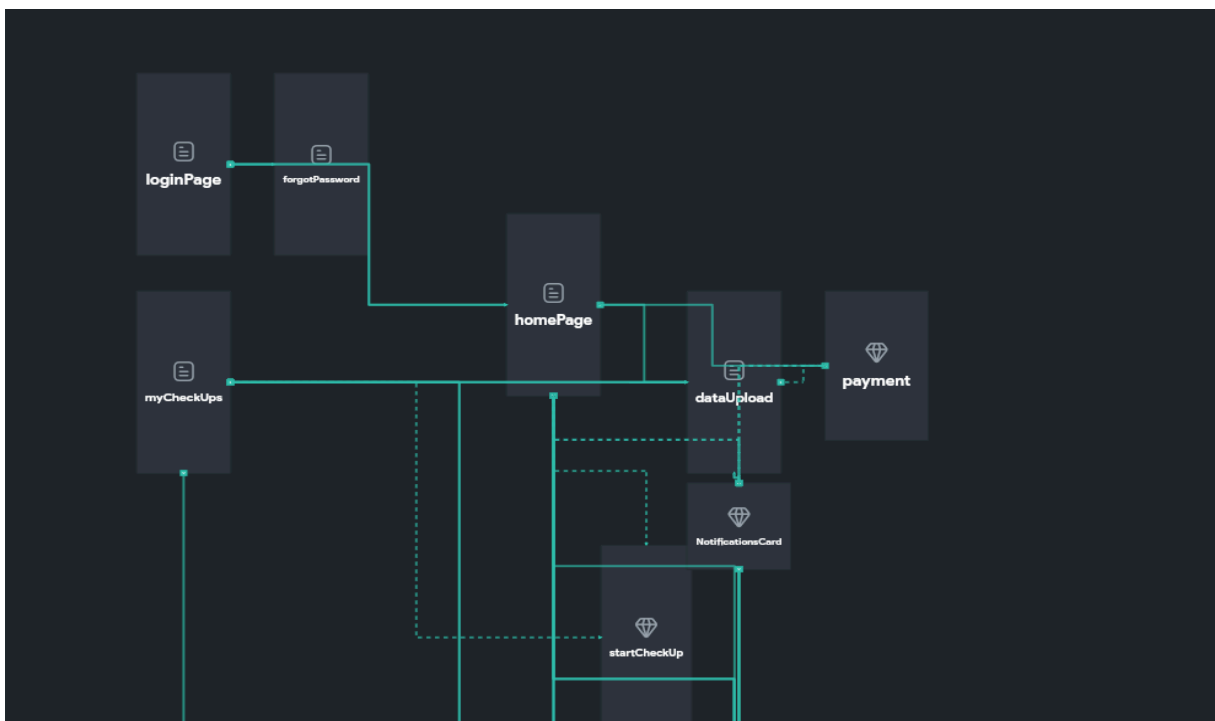 loginPage
forgotPassword
homePage
myCheckUps
dataUpload
payment
NotificationsCard
startCheckUp